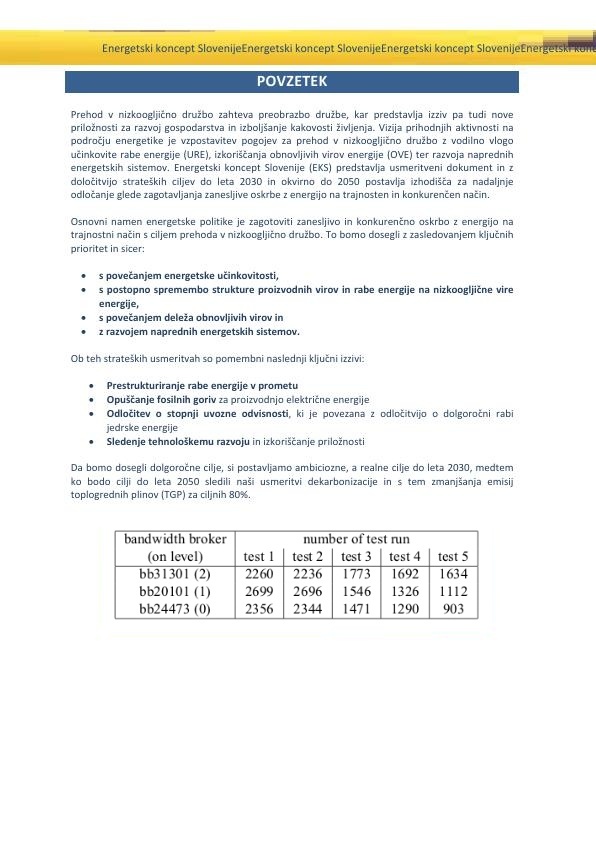 Energetski koncept SlovenijeEnergetski koncept SlovenijeEnergetski koncept SlovenijeEnergetski
POVZETEK
Prehod v nizkoogljično družbo zahteva preobrazbo družbe, kar predstavlja izziv pa tudi nove
priložnosti za razvoj gospodarstva in izboljšanje kakovosti življenja. Vizija prihodnjih aktivnosti na
področju energetike je vzpostavitev pogojev za prehod v nizkoogljično družbo z vodilno vlogo
učinkovite rabe energije (URE), izkoriščanja obnovljivih virov energije (OVE) ter razvoja naprednih
energetskih sistemov. Energetski koncept Slovenije (EKS) predstavlja usmeritveni dokument in z
določitvijo strateških ciljev do leta 2030 in okvirno do 2050 postavlja izhodišča za nadaljnje
odločanje glede zagotavljanja zanesljive oskrbe z energijo na trajnosten in konkurenčen način.
Osnovni namen energetske politike je zagotoviti zanesljivo in konkurenčno oskrbo z energijo na
trajnostni način s ciljem prehoda v nizkoogljično družbo. To bomo dosegli z zasledovanjem ključnih
prioritet in sicer:
• s povečanjem energetske učinkovitosti,
• s postopno spremembo strukture proizvodnih virov in rabe energije na nizkoogljične vire
energije,
• s povečanjem deleža obnovljivih virov in
• z razvojem naprednih energetskih sistemov.
Ob teh strateških usmeritvah so pomembni naslednji ključni izzivi:
• Prestrukturiranje rabe energije v prometu
• Opuščanje fosilnih goriv za proizvodnjo električne energije
• Odločitev o stopnji uvozne odvisnosti, ki je povezana z odločitvijo o dolgoročni rabi
jedrske energije
• Sledenje tehnološkemu razvoju in izkoriščanje priložnosti
Da bomo dosegli dolgoročne cilje, si postavljamo ambiciozne, a realne cilje do leta 2030, medtem
ko bodo cilji do leta 2050 sledili naši usmeritvi dekarbonizacije in s tem zmanjšanja emisij
toplogrednih plinov (TGP) za ciljnih 80%.
bandwidth broker number of test run
(on level) test 1 test 2 test 3 test 4 test 5
bb31301 (2) 2260 2236 1773 1692 1634
bb20101 (1) 2699 2696 1546 1326 1112
bb24473 (0) 2356 2344 1471 1290 903